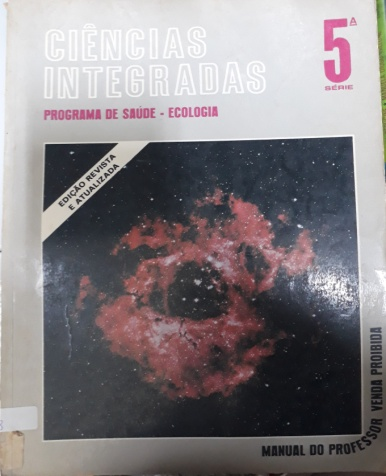 CIÊNCIAS
INTEGRADAS
5ª
SÉRIE
PROGRAMA DE SAÚDE - ECOLOGIA
EDIÇÃO REVISTA
E ATUALIZADA
MANUAL DO PROFESSOR VENDA PROIBIDA